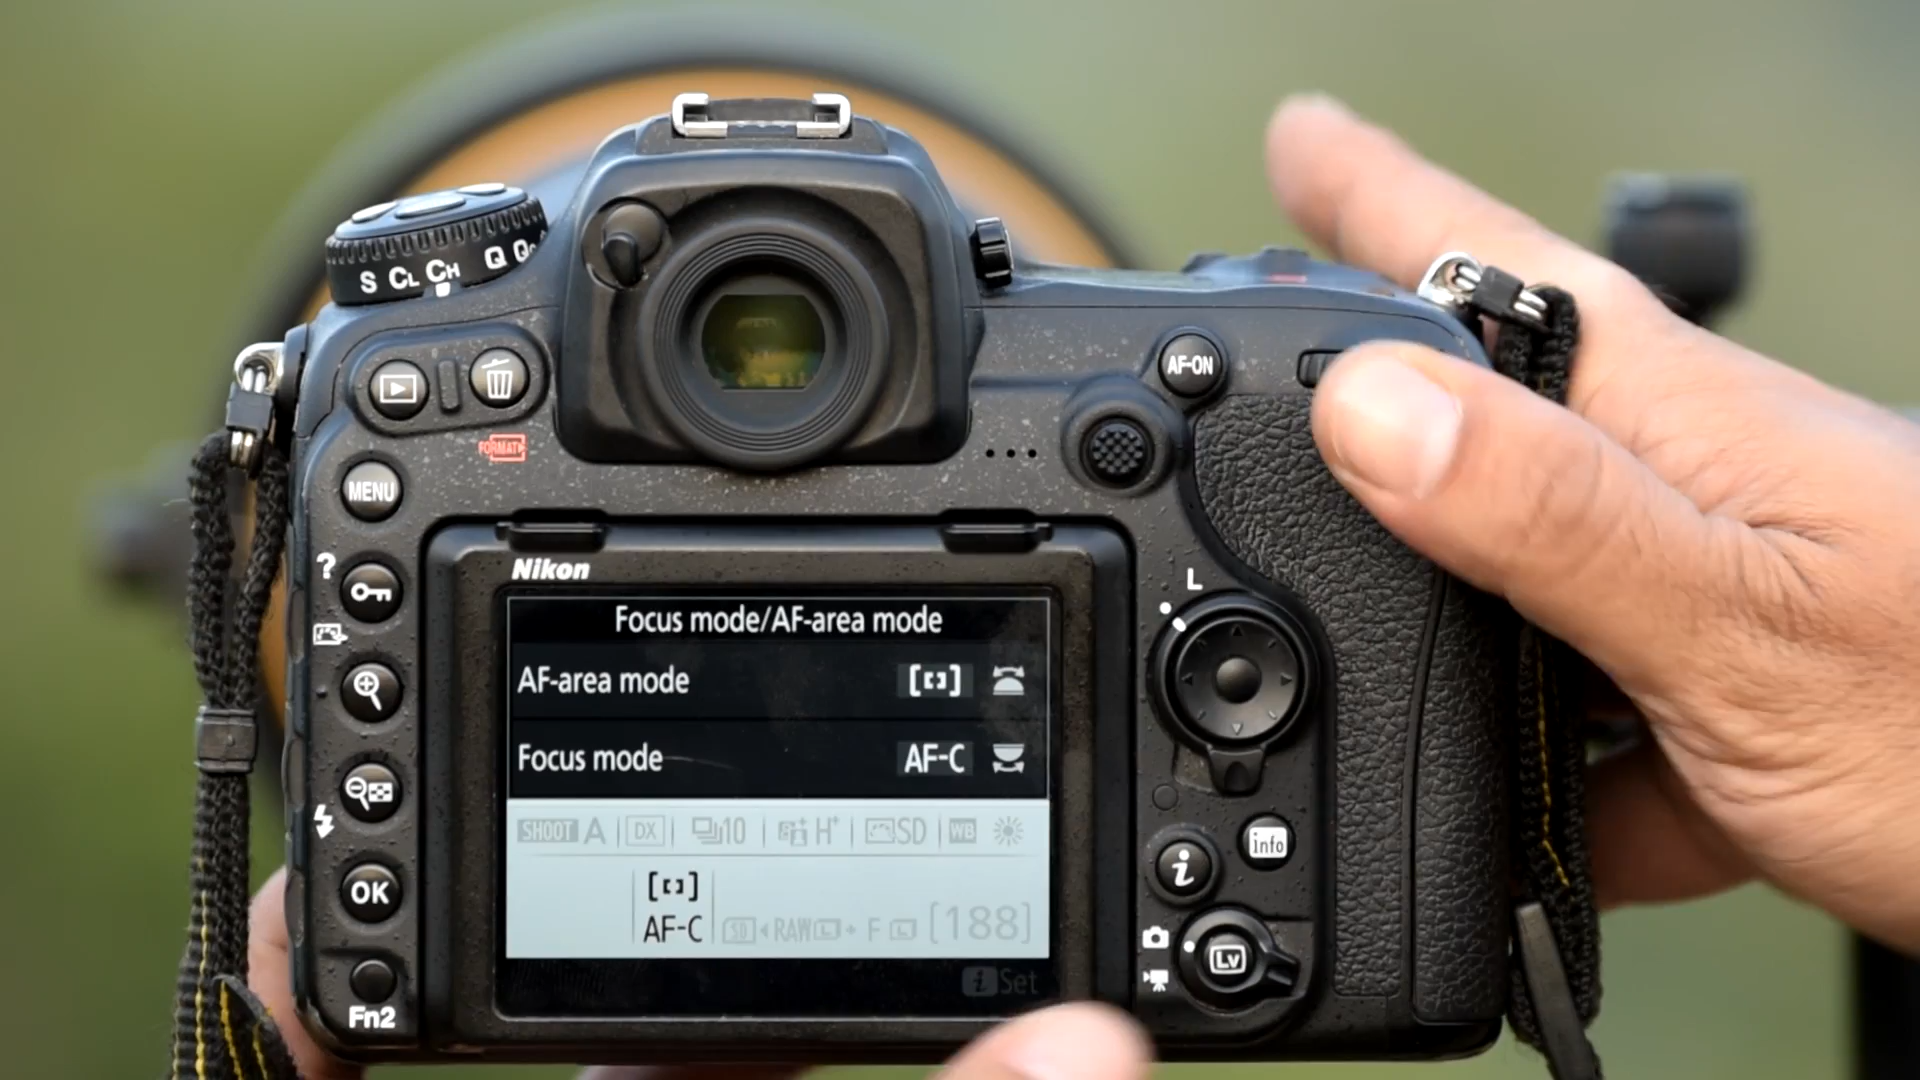 S CL CH Q
AF-ON
FORMAT
MENU
Nikon
?
L
Focus mode/AF-area mode
AF-area mode [ ]
Focus mode AF-C
SHOOT A DX 10 H+ SD WB
[ ]
AF-C SD RAW L F L [188]
i Set
OK
info
i
Lv
Fn2